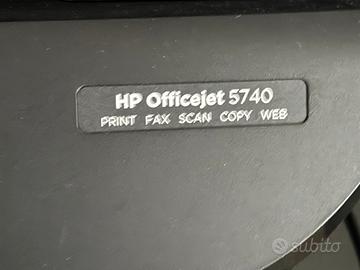 HP Officejet 5740
PRINT FAX SCAN COPY WEB
subito